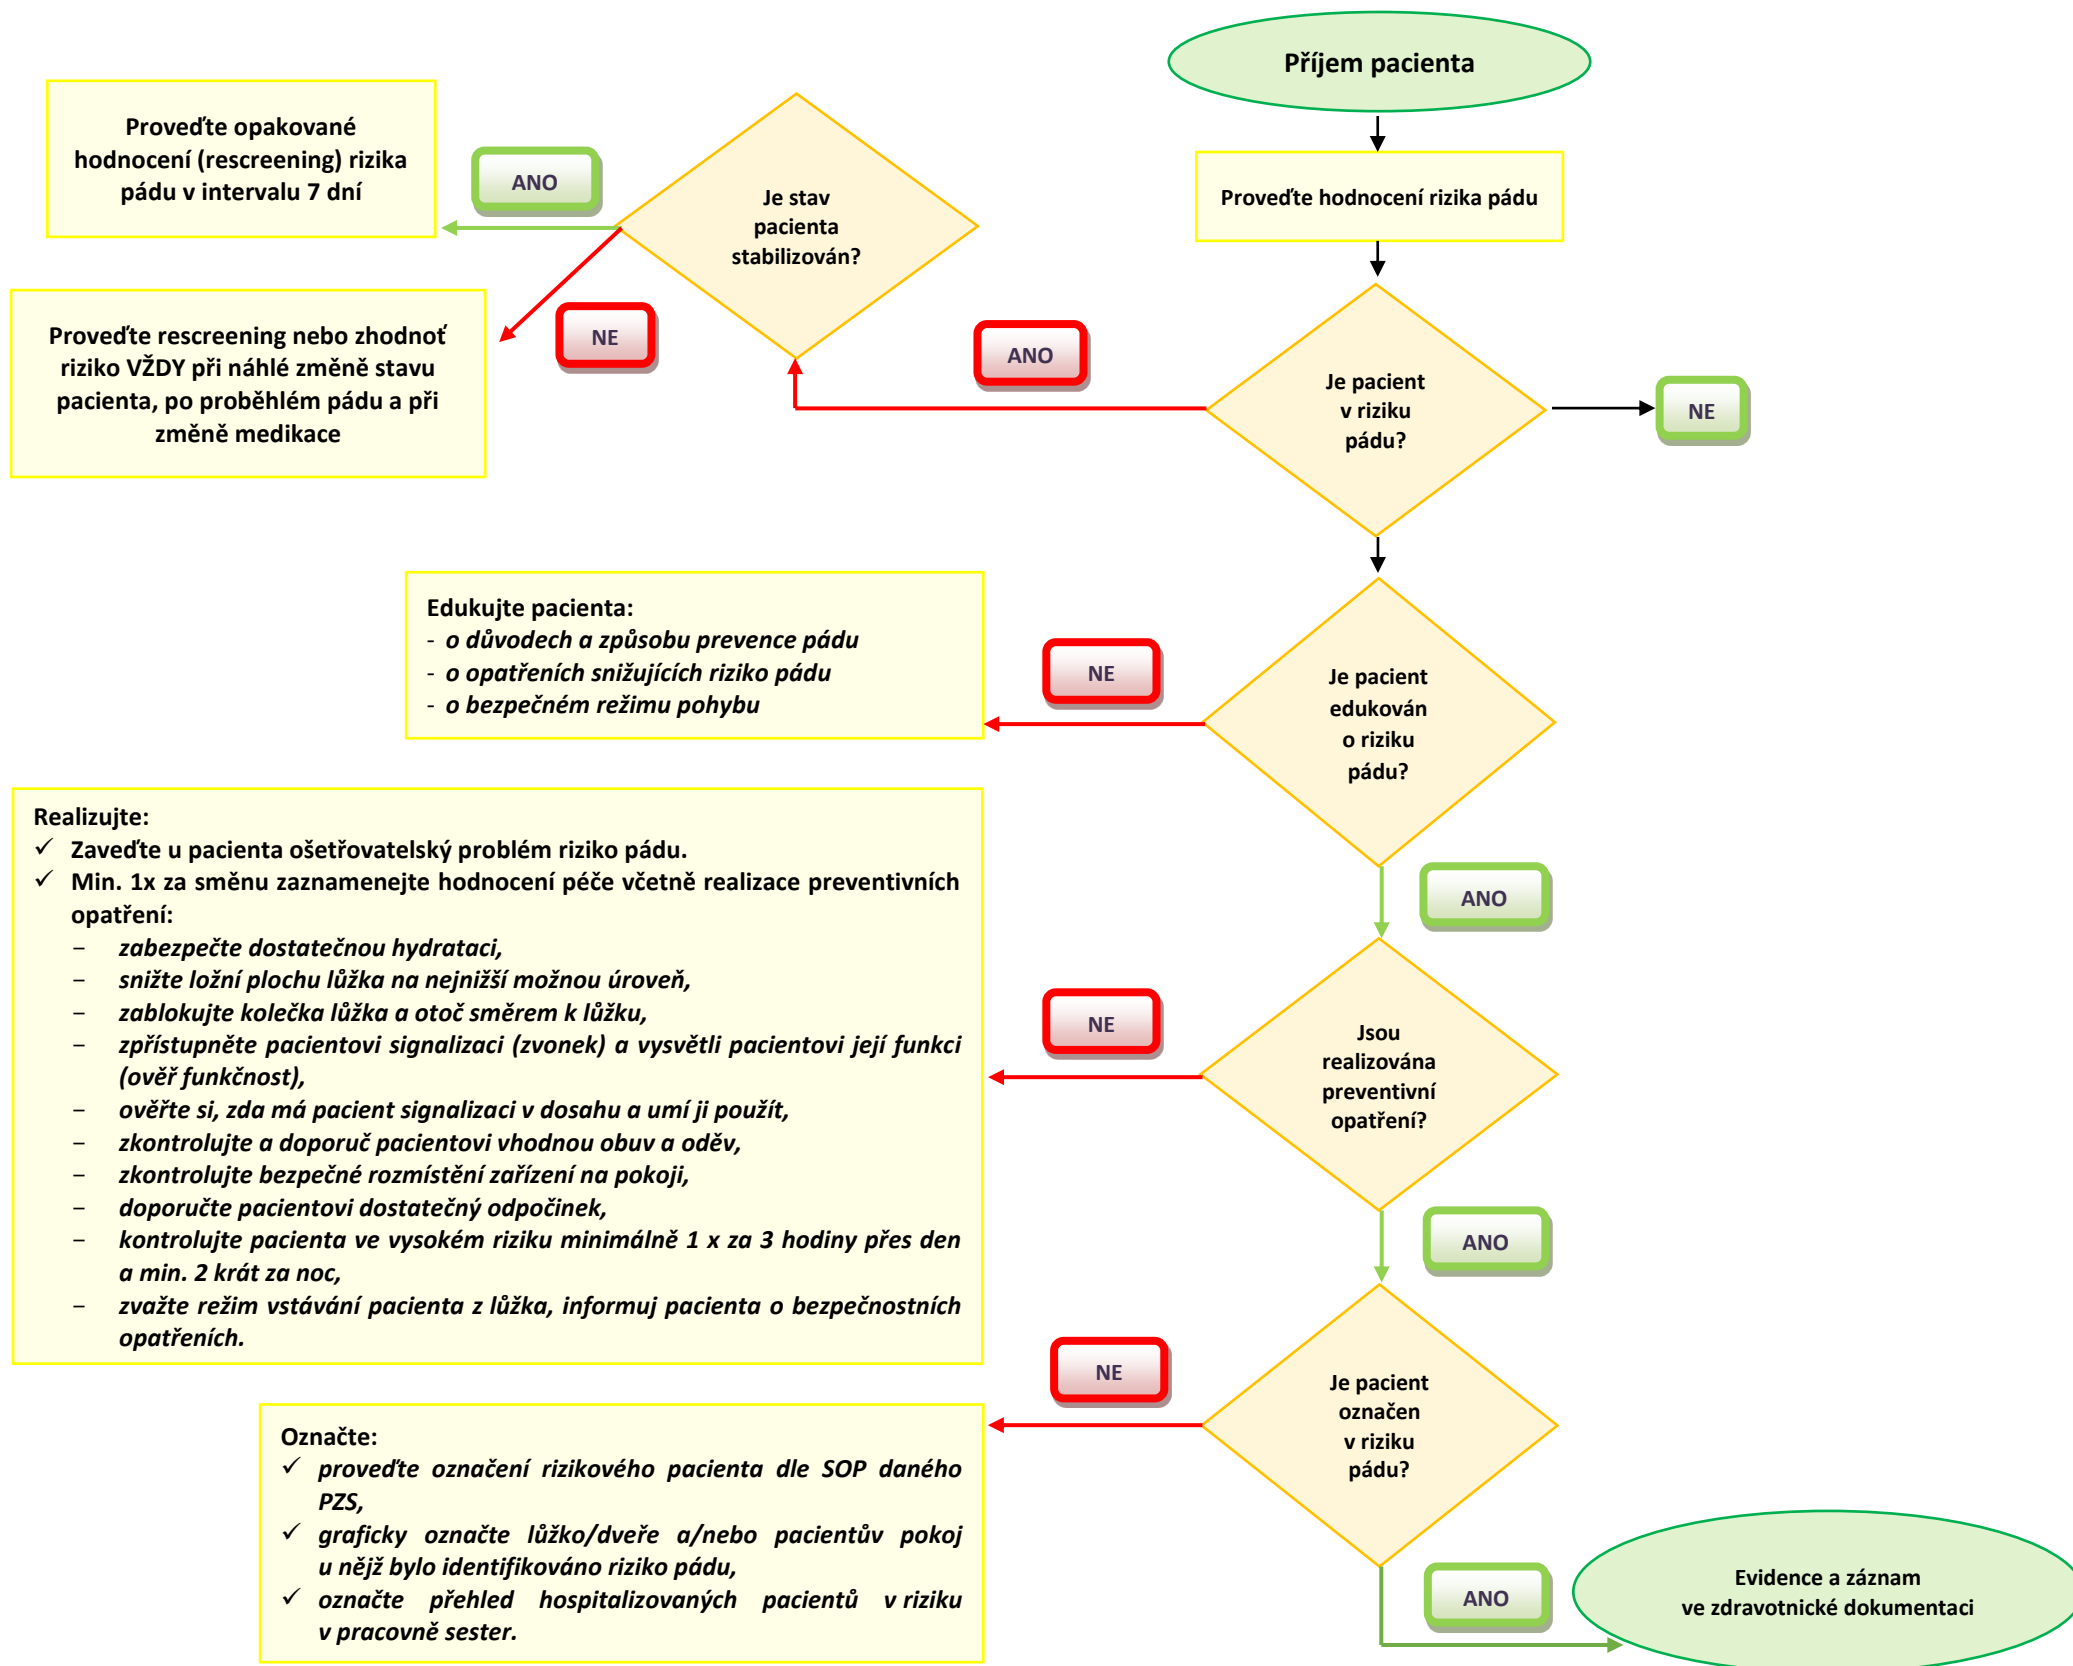 Příjem pacienta
Proveďte hodnocení rizika pádu
Je pacient
v riziku
pádu?
NE
ANO
Je stav
pacienta
stabilizován?
ANO
Proveďte opakované
hodnocení (rescreening) rizika
pádu v intervalu 7 dní
NE
Proveďte rescreening nebo zhodnoť
riziko VŽDY při náhlé změně stavu
pacienta, po proběhlém pádu a při
změně medikace
Je pacient
edukován
o riziku
pádu?
NE
Edukujte pacienta:
- o důvodech a způsobu prevence pádu
- o opatřeních snižujících riziko pádu
- o bezpečném režimu pohybu
ANO
Jsou
realizována
preventivní
opatření?
NE
Realizujte:
✓ Zaveďte u pacienta ošetřovatelský problém riziko pádu.
✓ Min. 1x za směnu zaznamenejte hodnocení péče včetně realizace preventivních
opatření:
− zabezpečte dostatečnou hydrataci,
− snižte ložní plochu lůžka na nejnižší možnou úroveň,
− zablokujte kolečka lůžka a otoč směrem k lůžku,
− zpřístupněte pacientovi signalizaci (zvonek) a vysvětli pacientovi její funkci
(ověř funkčnost),
− ověřte si, zda má pacient signalizaci v dosahu a umí ji použít,
− zkontrolujte a doporuč pacientovi vhodnou obuv a oděv,
− zkontrolujte bezpečné rozmístění zařízení na pokoji,
− doporučte pacientovi dostatečný odpočinek,
− kontrolujte pacienta ve vysokém riziku minimálně 1 x za 3 hodiny přes den
a min. 2 krát za noc,
− zvažte režim vstávání pacienta z lůžka, informuj pacienta o bezpečnostních
opatřeních.
ANO
Je pacient
označen
v riziku
pádu?
NE
Označte:
✓ proveďte označení rizikového pacienta dle SOP daného
PZS,
✓ graficky označte lůžko/dveře a/nebo pacientův pokoj
u nějž bylo identifikováno riziko pádu,
✓ označte přehled hospitalizovaných pacientů v riziku
v pracovně sester.
ANO
Evidence a záznam
ve zdravotnické dokumentaci